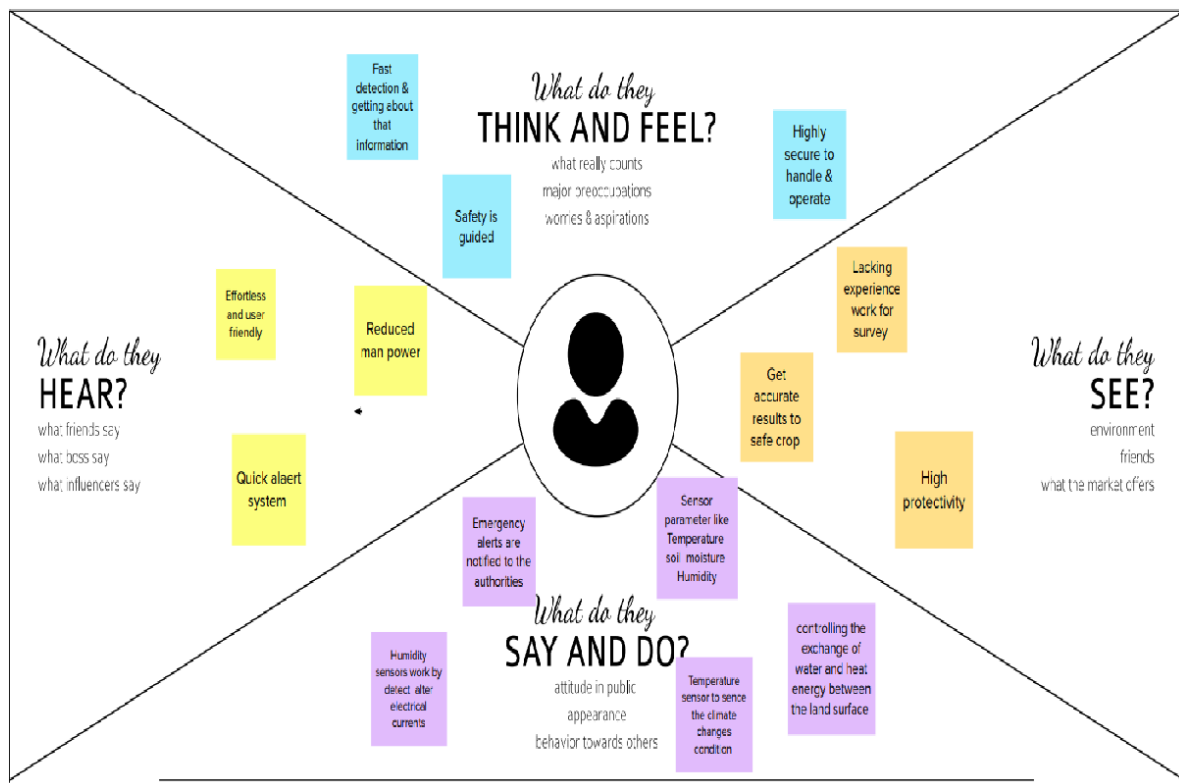 Fast
detection &
getting about
that
information
What do they
THINK AND FEEL?
what really counts
major preoccupations
worries & aspirations
Highly
secure to
handle &
operate
Safety is
guided
Effortless
and user
friendly
Reduced
man power
What do they
HEAR?
what friends say
what boss say
what influencers say
Quick alaert
system
Lacking
experience
work for
survey
Get
accurate
results to
safe crop
High
protectivity
What do they
SEE?
environment
friends
what the market offers
Emergency
alerts are
notified to the
authorities
Sensor
parameter like
Temperature
soil moisture
Humidity
What do they
SAY AND DO?
attitude in public
appearance
behavior towards others
Humidity
sensors work by
detect alter
electrical
currents
Temperature
sensor to sence
the climate
changes
condition
controlling the
exchange of
water and heat
energy between
the land surface